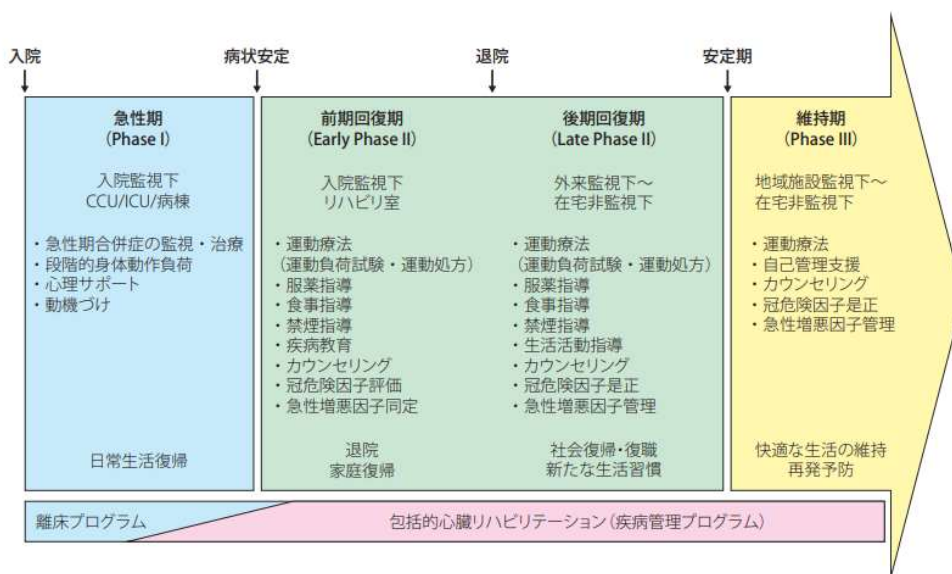 入院
病状安定
退院
安定期
急性期
(Phase I)
入院監視下
CCU/ICU/病棟
・急性期合併症の監視・治療
・段階的身体動作負荷
・心理サポート
・動機づけ
日常生活復帰
前期回復期
(Early Phase II)
入院監視下
リハビリ室
・運動療法
(運動負荷試験・運動処方)
・服薬指導
・食事指導
・禁煙指導
・疾病教育
・カウンセリング
・冠危険因子評価
・急性増悪因子同定
退院
家庭復帰
後期回復期
(Late Phase II)
外来監視下～
在宅非監視下
・運動療法
(運動負荷試験・運動処方)
・服薬指導
・食事指導
・禁煙指導
・生活活動指導
・カウンセリング
・冠危険因子是正
・急性増悪因子管理
社会復帰・復職
新たな生活習慣
維持期
(Phase III)
地域施設監視下～
在宅非監視下
・運動療法
・自己管理支援
・カウンセリング
・冠危険因子是正
・急性増悪因子管理
快適な生活の維持
再発予防
離床プログラム
包括的心臓リハビリテーション(疾病管理プログラム)